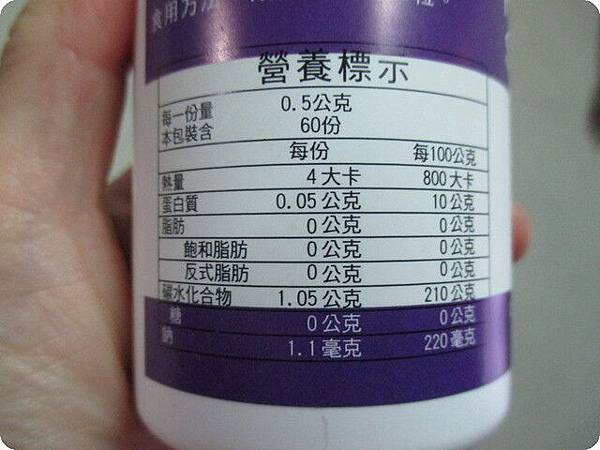 食用方法
營養標示
每一份量 0.5公克
本包裝含 60份
每份 每100公克
熱量 4大卡 800大卡
蛋白質 0.05公克 10公克
脂肪 0公克 0公克
飽和脂肪 0公克 0公克
反式脂肪 0公克 0公克
碳水化合物 1.05公克 210公克
糖 0公克 0公克
鈉 1.1毫克 220毫克